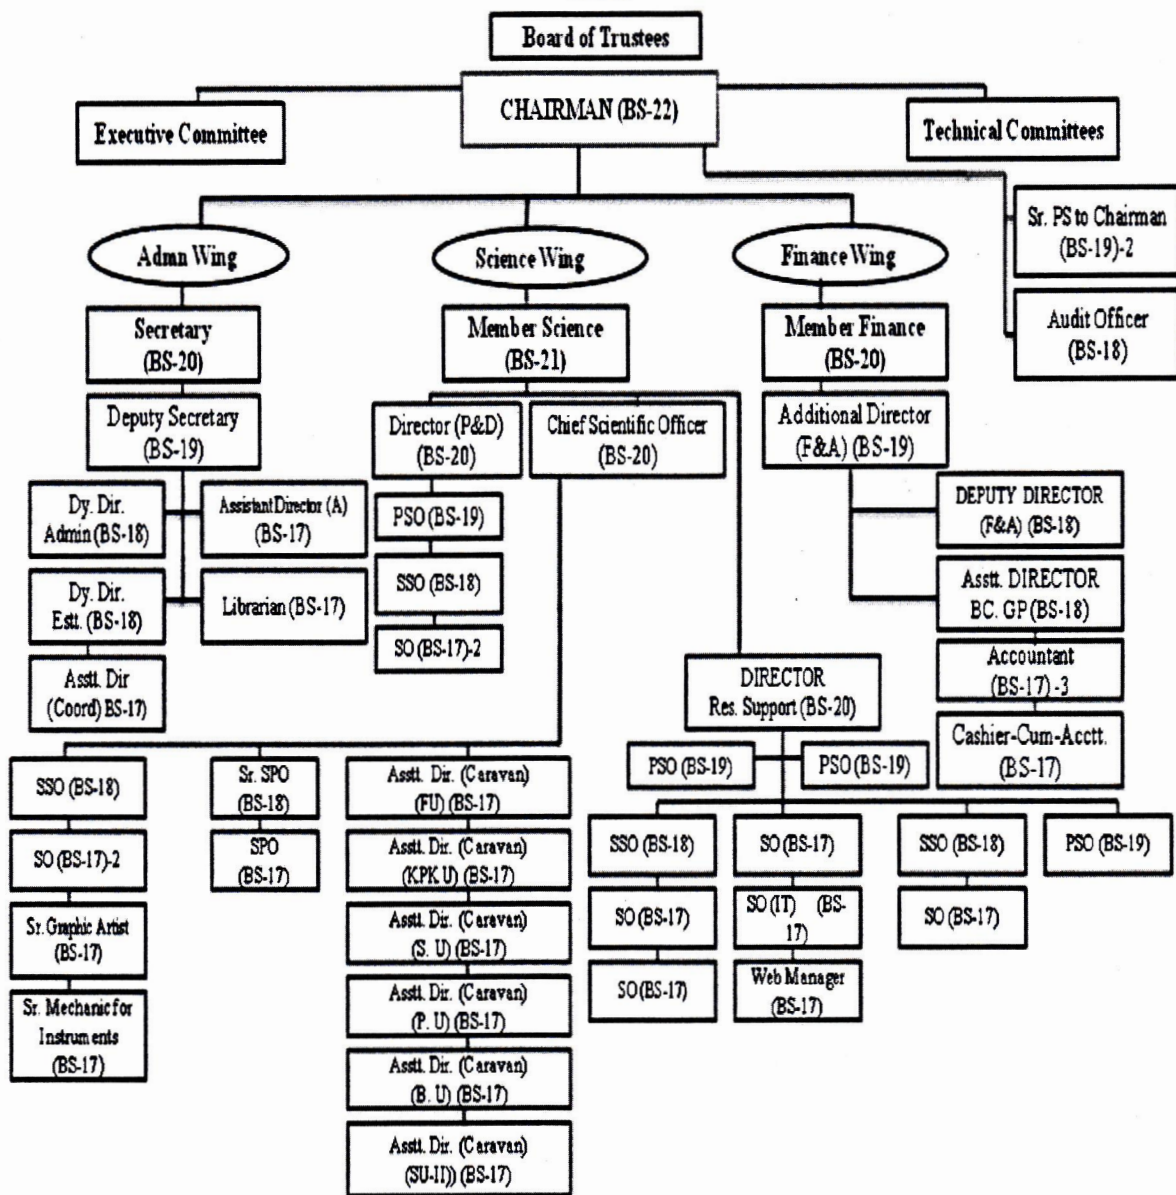 Board of Trustees
CHAIRMAN (BS-22)
Executive Committee
Technical Committees
Sr. PS to Chairman
(BS-19)-2
Audit Officer
(BS-18)
Admn Wing
Science Wing
Finance Wing
Secretary
(BS-20)
Member Science
(BS-21)
Member Finance
(BS-20)
Deputy Secretary
(BS-19)
Director (P&D)
(BS-20)
Chief Scientific Officer
(BS-20)
Additional Director
(F&A) (BS-19)
Dy. Dir.
Admin (BS-18)
Assistant Director (A)
(BS-17)
PSO (BS-19)
DEPUTY DIRECTOR
(F&A) (BS-18)
Dy. Dir.
Estt. (BS-18)
Librarian (BS-17)
SSO (BS-18)
Asstt. DIRECTOR
BC. GP (BS-18)
SO (BS-17)-2
Asstt. Dir
(Coord) BS-17)
DIRECTOR
Res. Support (BS-20)
Accountant
(BS-17) -3
Cashier-Cum-Acctt.
(BS-17)
PSO (BS-19)
PSO (BS-19)
SSO (BS-18)
SO (BS-17)-2
Sr. Graphic Artist
(BS-17)
Sr. Mechanic for
Instruments
(BS-17)
Sr. SPO
(BS-18)
SPO
(BS-17)
Asstt. Dir. (Caravan)
(FU) (BS-17)
Asstt. Dir. (Caravan)
(KPK U) (BS-17)
Asstt. Dir. (Caravan)
(S. U) (BS-17)
Asstt. Dir. (Caravan)
(P. U) (BS-17)
Asstt. Dir. (Caravan)
(B. U) (BS-17)
Asstt. Dir. (Caravan)
(SU-II)) (BS-17)
SSO (BS-18)
SO (BS-17)
SO (BS-17)
SO (BS-17)
SO (IT) (BS-
17)
Web Manager
(BS-17)
SSO (BS-18)
SO (BS-17)
PSO (BS-19)